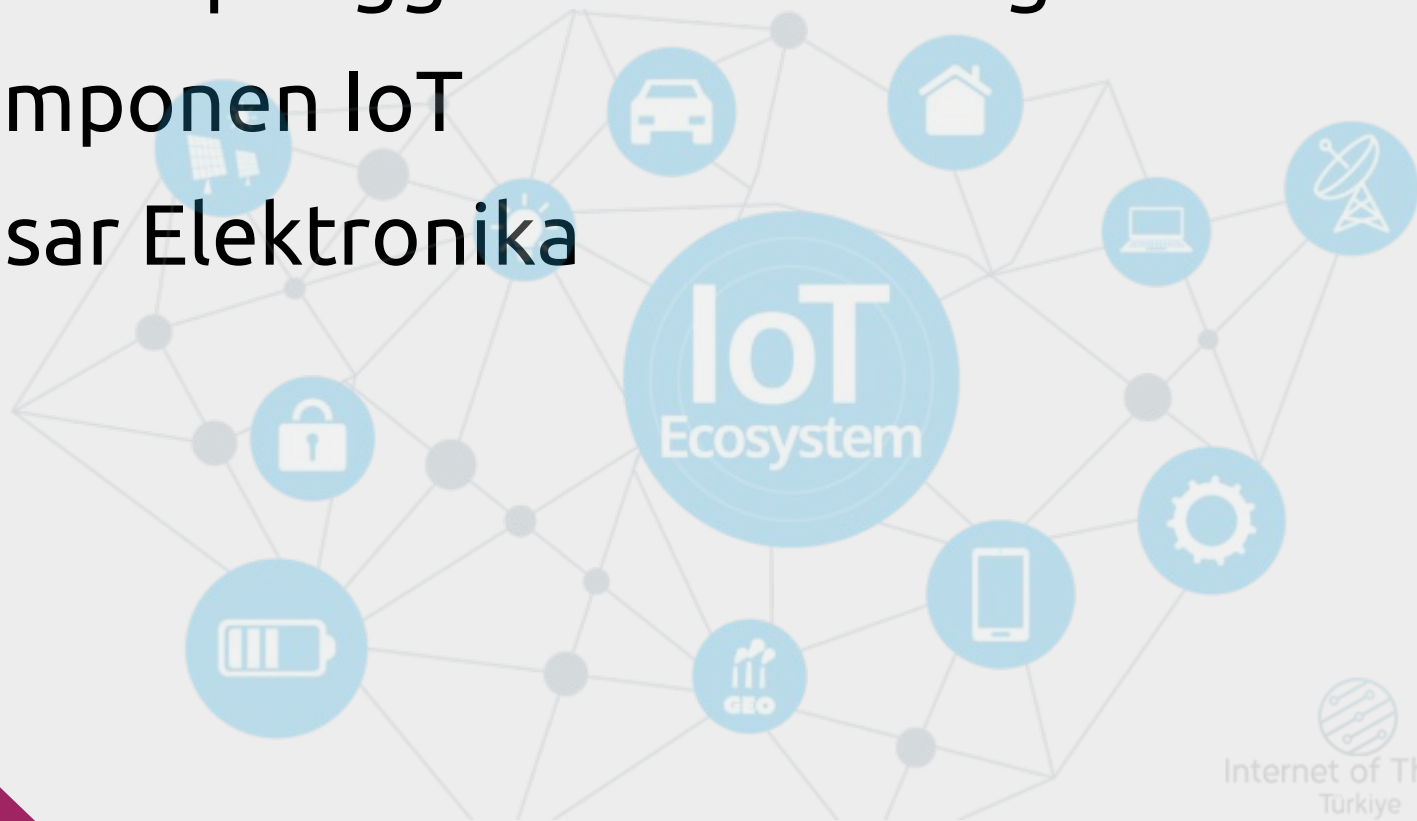 mponen IoT
sar Elektronika
IoT
Ecosystem
GEO
Internet of Th
Türkiye